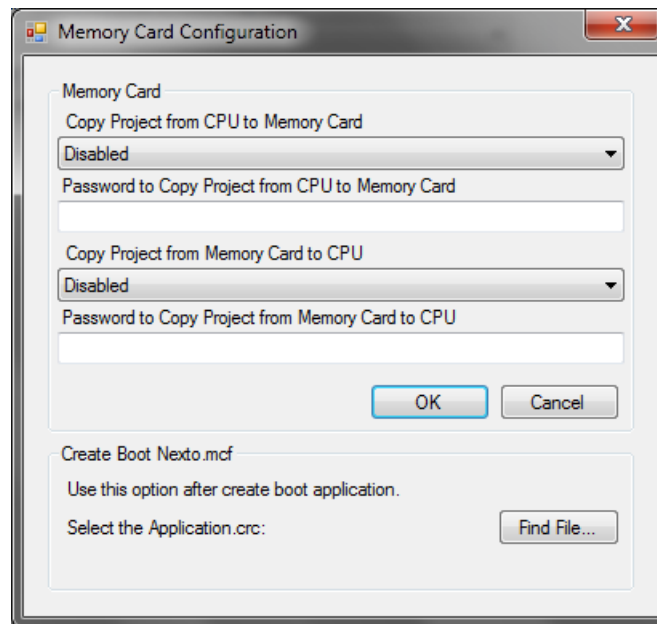 Memory Card Configuration
Memory Card
Copy Project from CPU to Memory Card
Disabled
Password to Copy Project from CPU to Memory Card
Copy Project from Memory Card to CPU
Disabled
Password to Copy Project from Memory Card to CPU
OK Cancel
Create Boot Nexto.mcf
Use this option after create boot application.
Select the Application.crc: Find File...